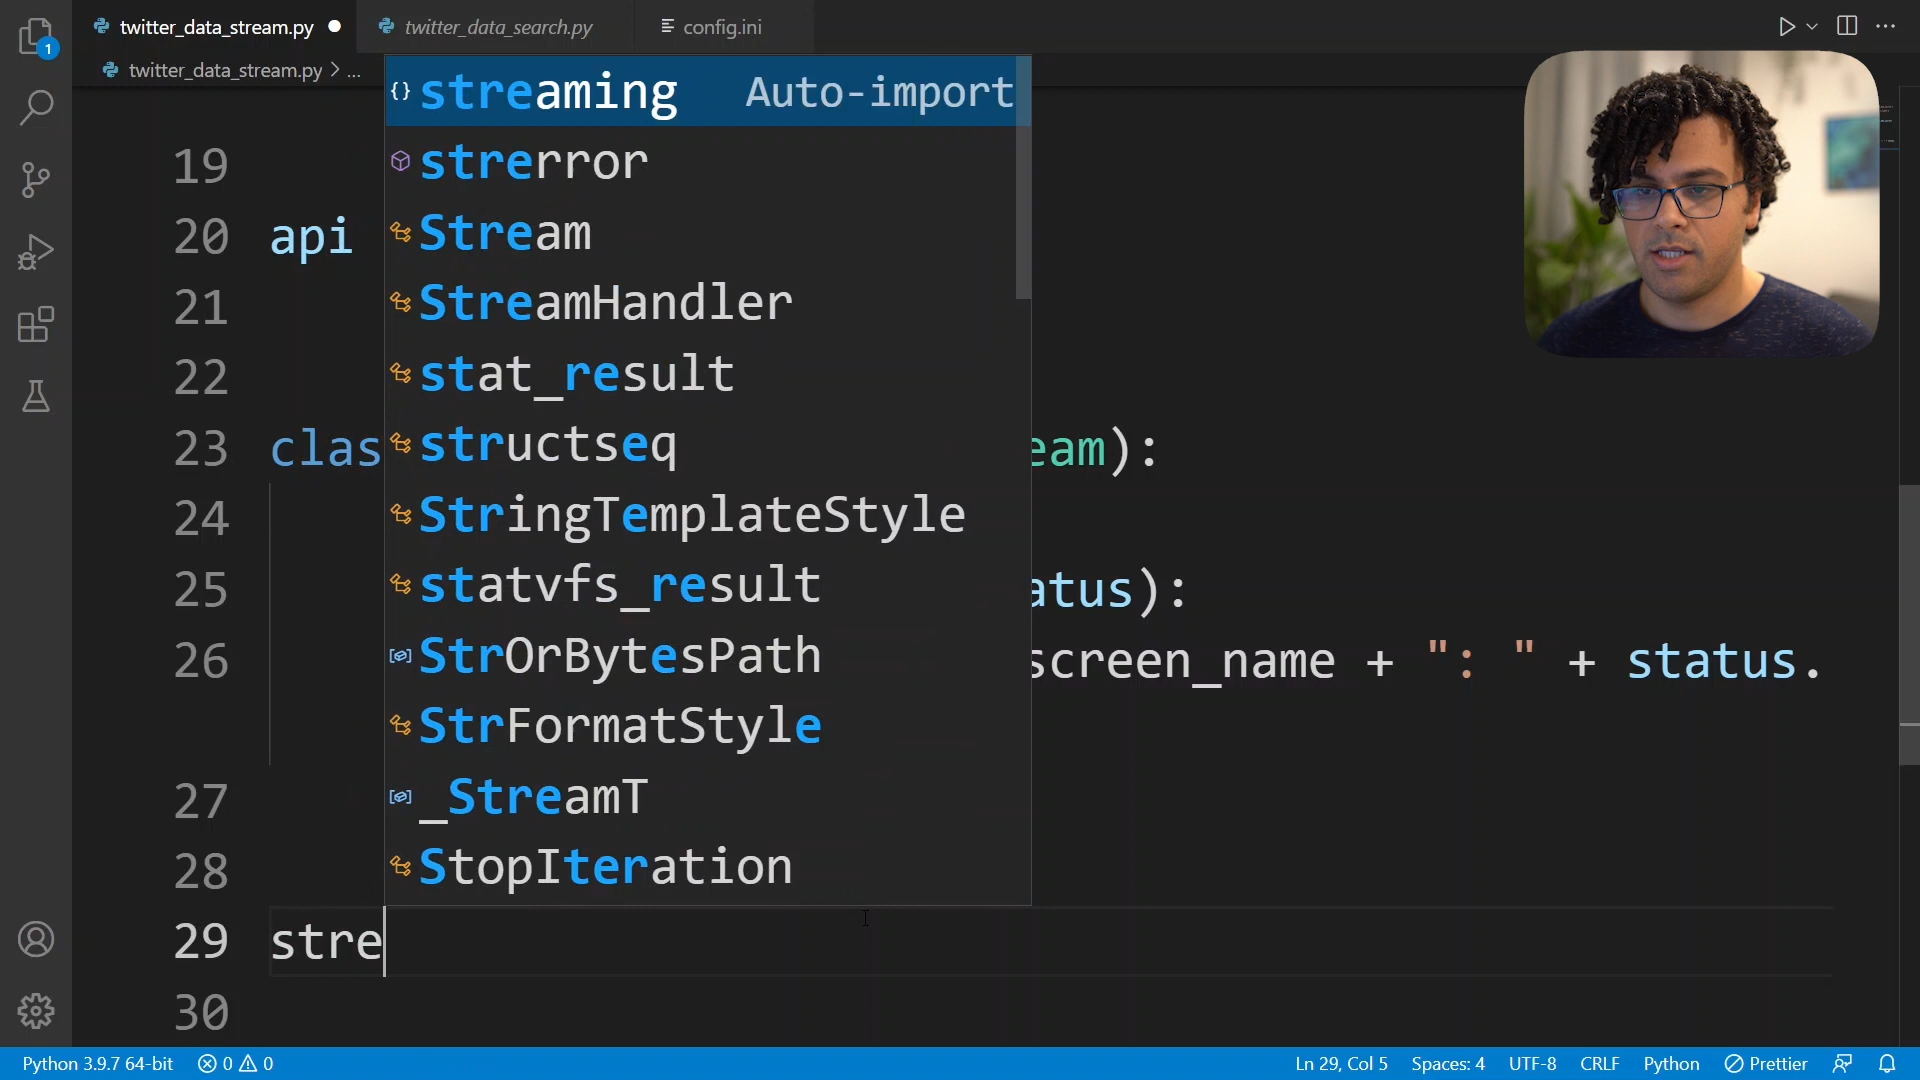 twitter_data_stream.py twitter_data_search.py config.ini
1
twitter_data_stream.py > ...
streaming Auto-import
strerror
Stream
StreamHandler
stat_result
structseq
StringTemplateStyle
statvfs_result
StrOrBytesPath
StrFormatStyle
_StreamT
StopIteration
19
20 api
21
22
23 clas eam):
24
25 atus):
26 screen_name + ": " + status.
27
28
29 stre
30
Python 3.9.7 64-bit 0 0 Ln 29, Col 5 Spaces: 4 UTF-8 CRLF Python Prettier